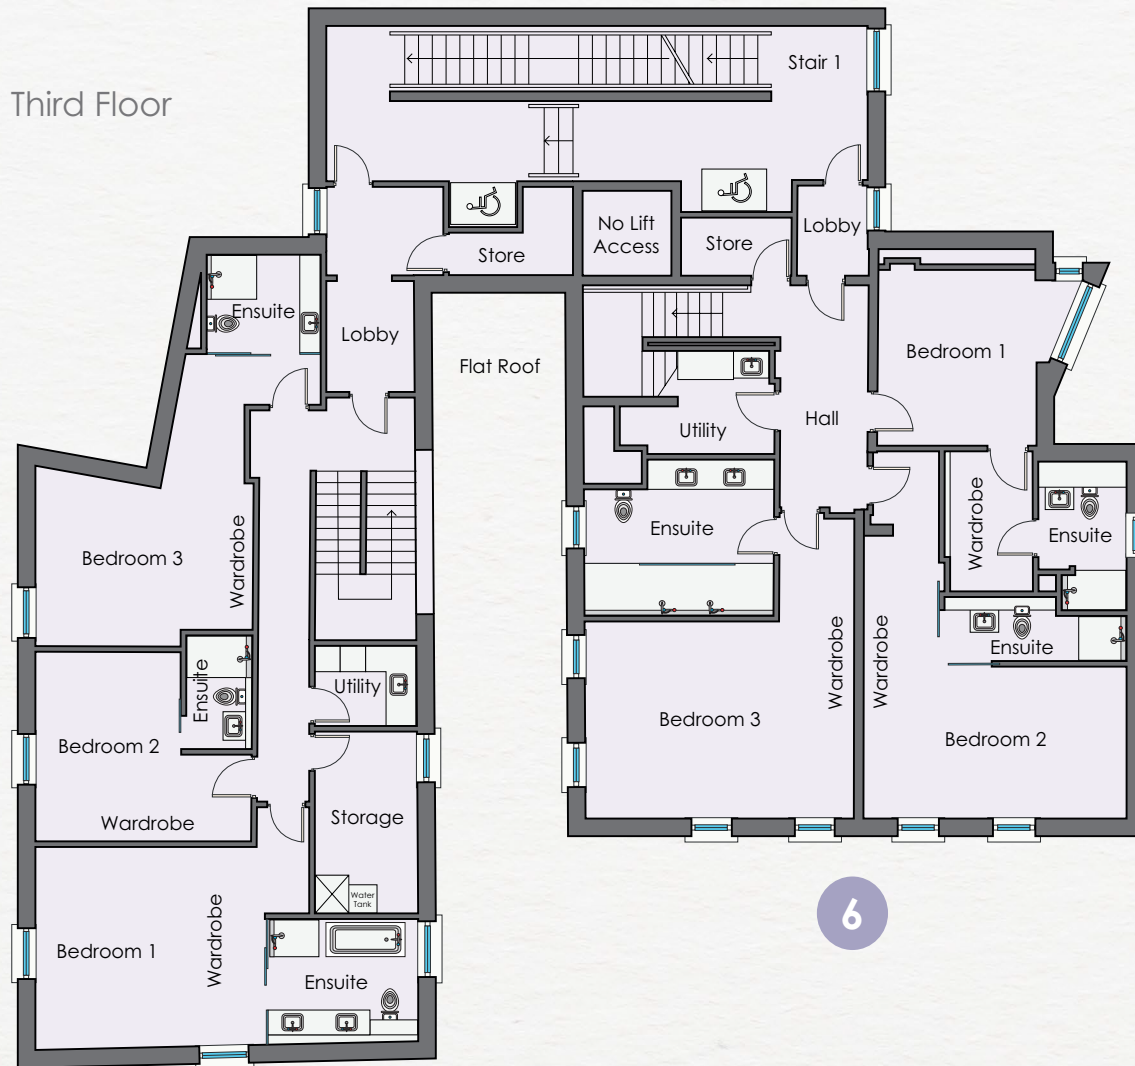 Third Floor
Stair 1
No Lift
Access
Lobby
Store
Store
Ensuite
Lobby
Flat Roof
Bedroom 1
Hall
Utility
Ensuite
Wardrobe
Ensuite
Bedroom 3
Wardrobe
Ensuite
Wardrobe
Wardrobe
Ensuite
Utility
Bedroom 3
Bedroom 2
Bedroom 2
Wardrobe
Storage
Water
Tank
Wardrobe
Bedroom 1
Ensuite
6